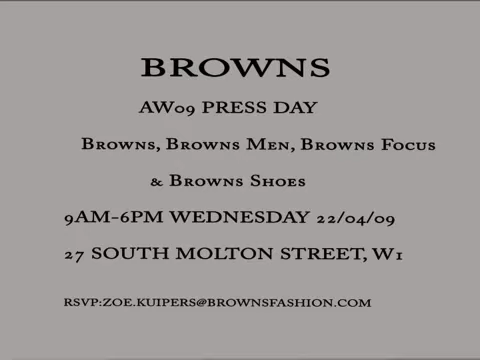 BROWNS
AW09 PRESS DAY
Browns, Browns Men, Browns Focus
& Browns Shoes
9AM-6PM WEDNESDAY 22/04/09
27 SOUTH MOLTON STREET, W1
RSVP:ZOE.KUIPERS@BROWNSFASHION.COM